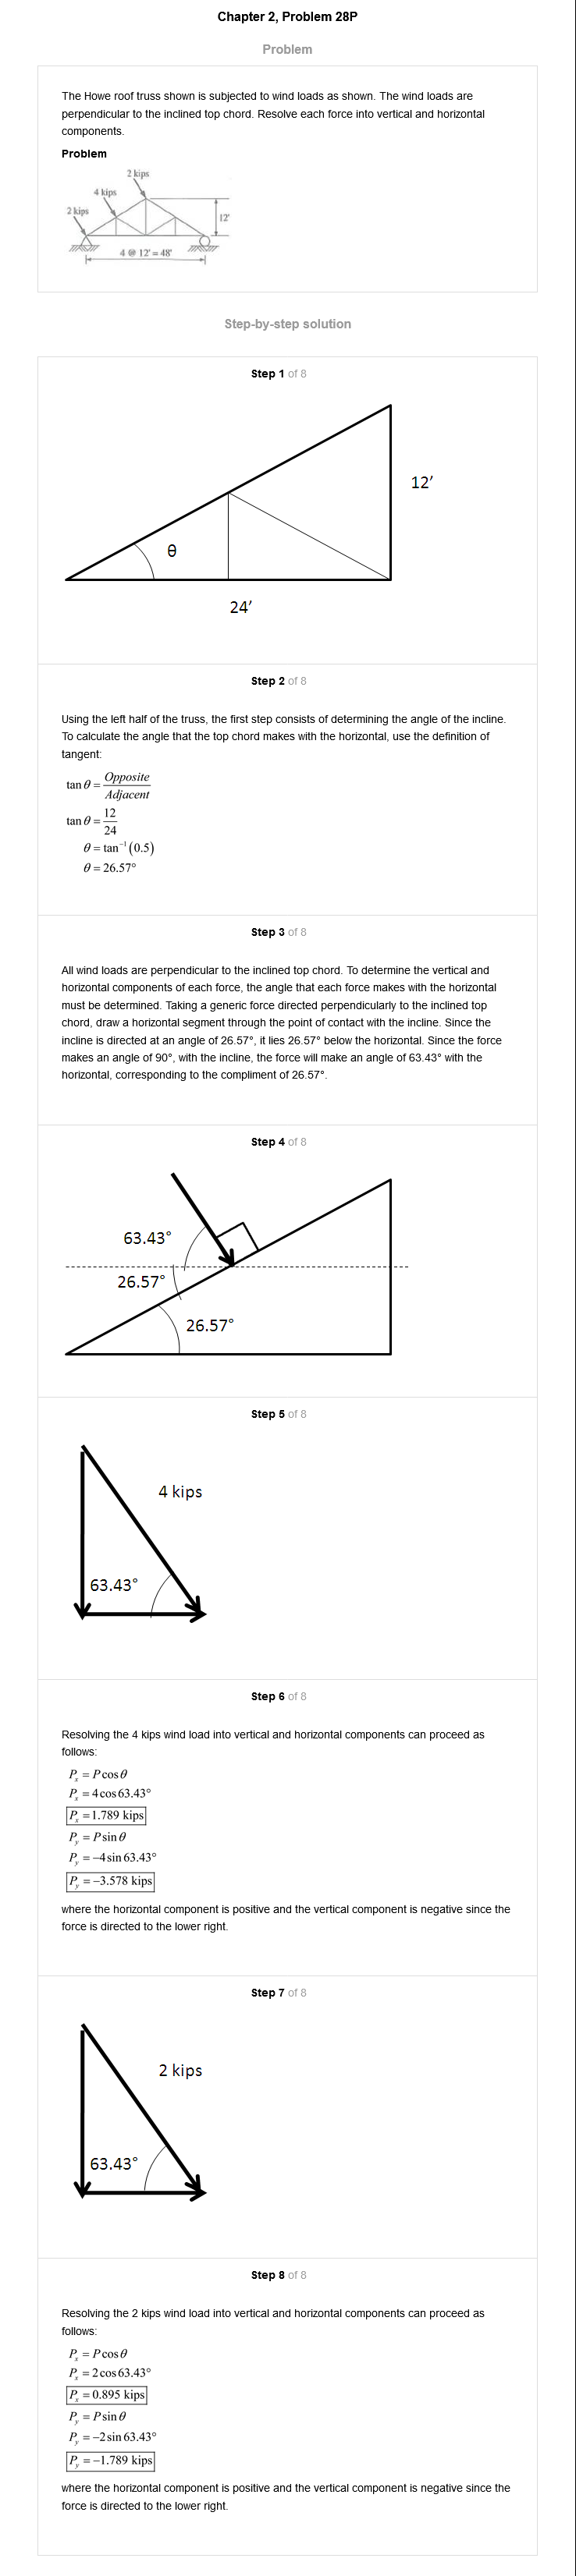 Chapter 2, Problem 28P
Problem
The Howe roof truss shown is subjected to wind loads as shown. The wind loads are
perpendicular to the inclined top chord. Resolve each force into vertical and horizontal
components.
Problem
2 kips
4 kips
2 kips
12'
4 @ 12' = 48'
Step-by-step solution
Step 1 of 8
12′
θ
24′
Step 2 of 8
Using the left half of the truss, the first step consists of determining the angle of the incline.
To calculate the angle that the top chord makes with the horizontal, use the definition of
tangent:
tan θ = Opposite / Adjacent
tan θ = 12 / 24
θ = tan⁻¹(0.5)
θ = 26.57°
Step 3 of 8
All wind loads are perpendicular to the inclined top chord. To determine the vertical and
horizontal components of each force, the angle that each force makes with the horizontal
must be determined. Taking a generic force directed perpendicularly to the inclined top
chord, draw a horizontal segment through the point of contact with the incline. Since the
incline is directed at an angle of 26.57°, it lies 26.57° below the horizontal. Since the force
makes an angle of 90°, with the incline, the force will make an angle of 63.43° with the
horizontal, corresponding to the compliment of 26.57°.
Step 4 of 8
63.43°
26.57°
26.57°
Step 5 of 8
4 kips
63.43°
Step 6 of 8
Resolving the 4 kips wind load into vertical and horizontal components can proceed as
follows:
Pₓ = P cos θ
Pₓ = 4 cos 63.43°
Pₓ = 1.789 kips
P_y = P sin θ
P_y = −4 sin 63.43°
P_y = −3.578 kips
where the horizontal component is positive and the vertical component is negative since the
force is directed to the lower right.
Step 7 of 8
2 kips
63.43°
Step 8 of 8
Resolving the 2 kips wind load into vertical and horizontal components can proceed as
follows:
Pₓ = P cos θ
Pₓ = 2 cos 63.43°
Pₓ = 0.895 kips
P_y = P sin θ
P_y = −2 sin 63.43°
P_y = −1.789 kips
where the horizontal component is positive and the vertical component is negative since the
force is directed to the lower right.